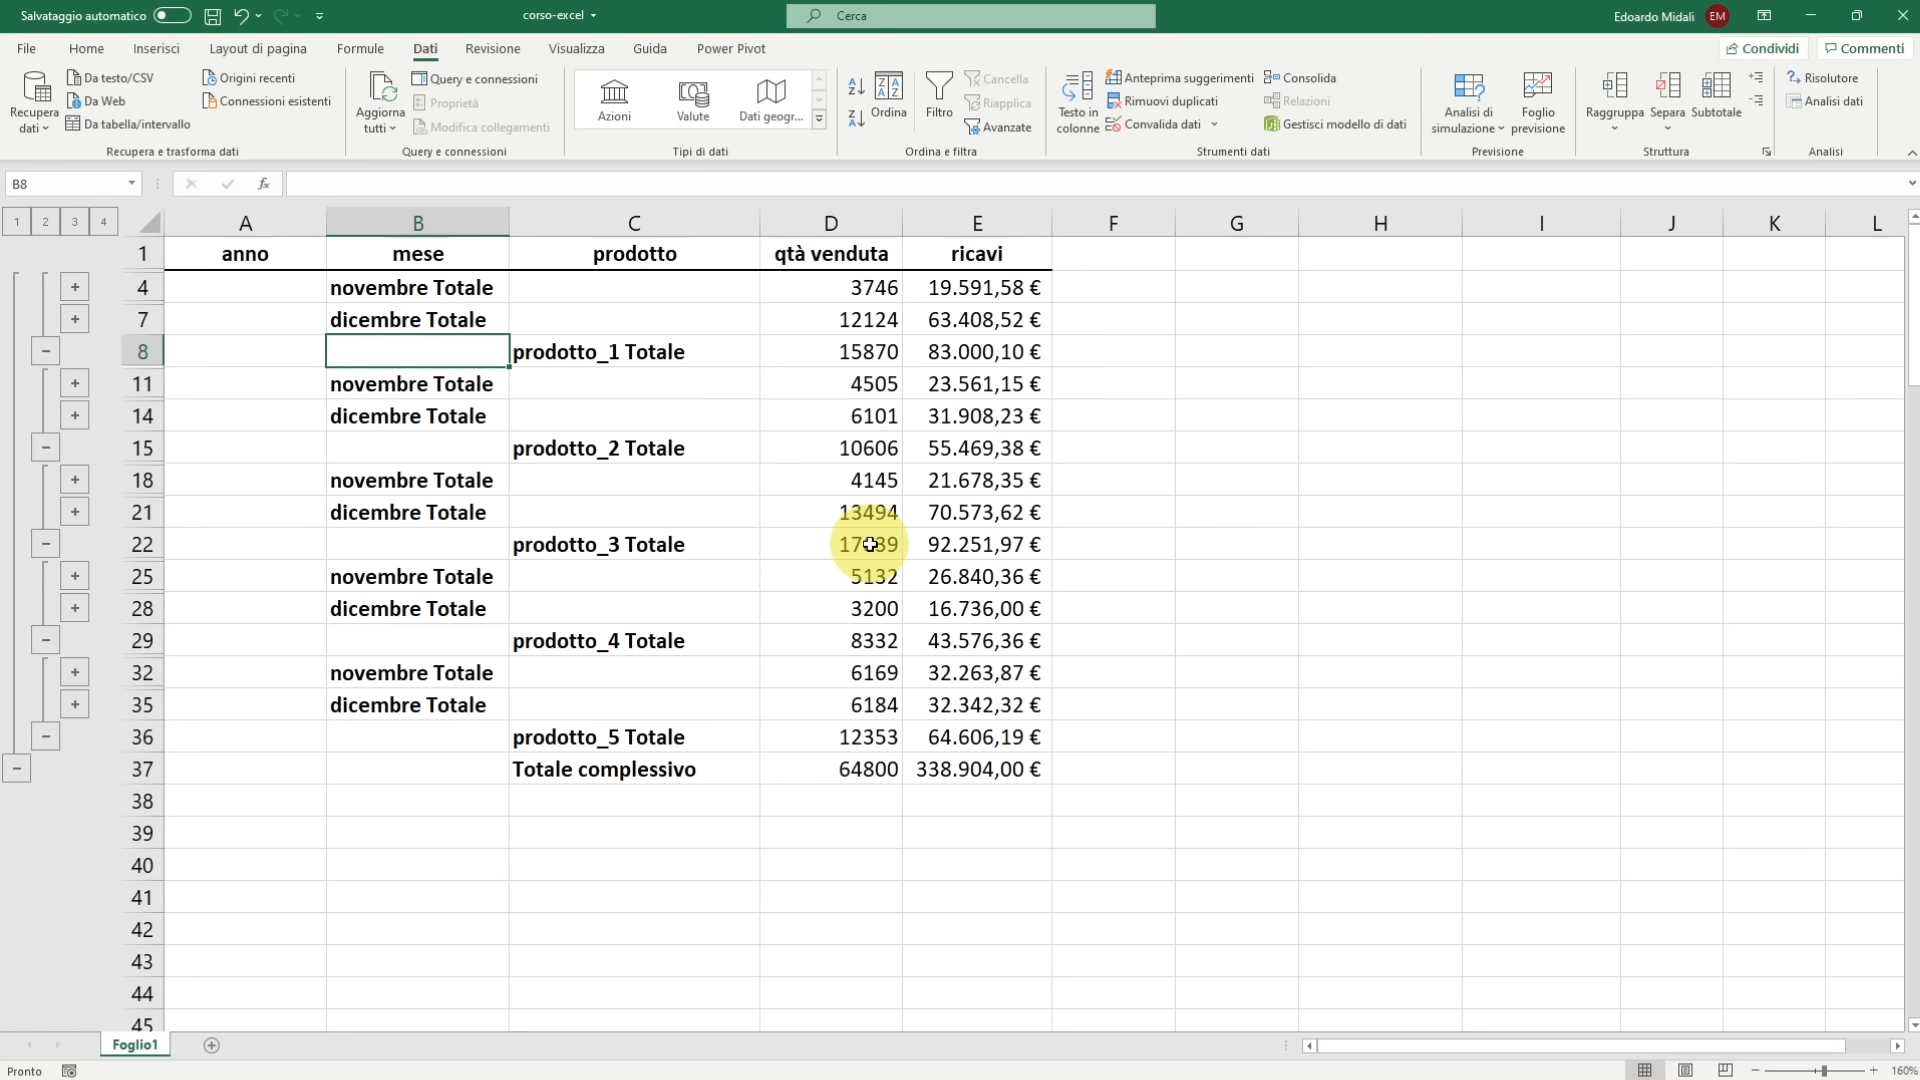 Salvataggio automatico
corso-excel
Cerca
Edoardo Midali EM
File Home Inserisci Layout di pagina Formule Dati Revisione Visualizza Guida Power Pivot
Condividi Commenti
Recupera dati
Da testo/CSV
Da Web
Da tabella/intervallo
Origini recenti
Connessioni esistenti
Recupera e trasforma dati
Aggiorna tutti
Query e connessioni
Proprietà
Modifica collegamenti
Query e connessioni
Azioni Valute Dati geogr...
Tipi di dati
Ordina
Filtro
Cancella
Riapplica
Avanzate
Ordina e filtra
Testo in colonne
Anteprima suggerimenti
Rimuovi duplicati
Convalida dati
Consolida
Relazioni
Gestisci modello di dati
Strumenti dati
Analisi di simulazione
Foglio previsione
Previsione
Raggruppa Separa Subtotale
Struttura
Risolutore
Analisi dati
Analisi
B8 fx
1 2 3 4
A B C D E F G H I J K L
1 anno mese prodotto qtà venduta ricavi
4 novembre Totale 3746 19.591,58 €
7 dicembre Totale 12124 63.408,52 €
8 prodotto_1 Totale 15870 83.000,10 €
11 novembre Totale 4505 23.561,15 €
14 dicembre Totale 6101 31.908,23 €
15 prodotto_2 Totale 10606 55.469,38 €
18 novembre Totale 4145 21.678,35 €
21 dicembre Totale 13494 70.573,62 €
22 prodotto_3 Totale 92.251,97 €
25 novembre Totale 5132 26.840,36 €
28 dicembre Totale 3200 16.736,00 €
29 prodotto_4 Totale 8332 43.576,36 €
32 novembre Totale 6169 32.263,87 €
35 dicembre Totale 6184 32.342,32 €
36 prodotto_5 Totale 12353 64.606,19 €
37 Totale complessivo 64800 338.904,00 €
38
39
40
41
42
43
44
45
Foglio1
Pronto
160%